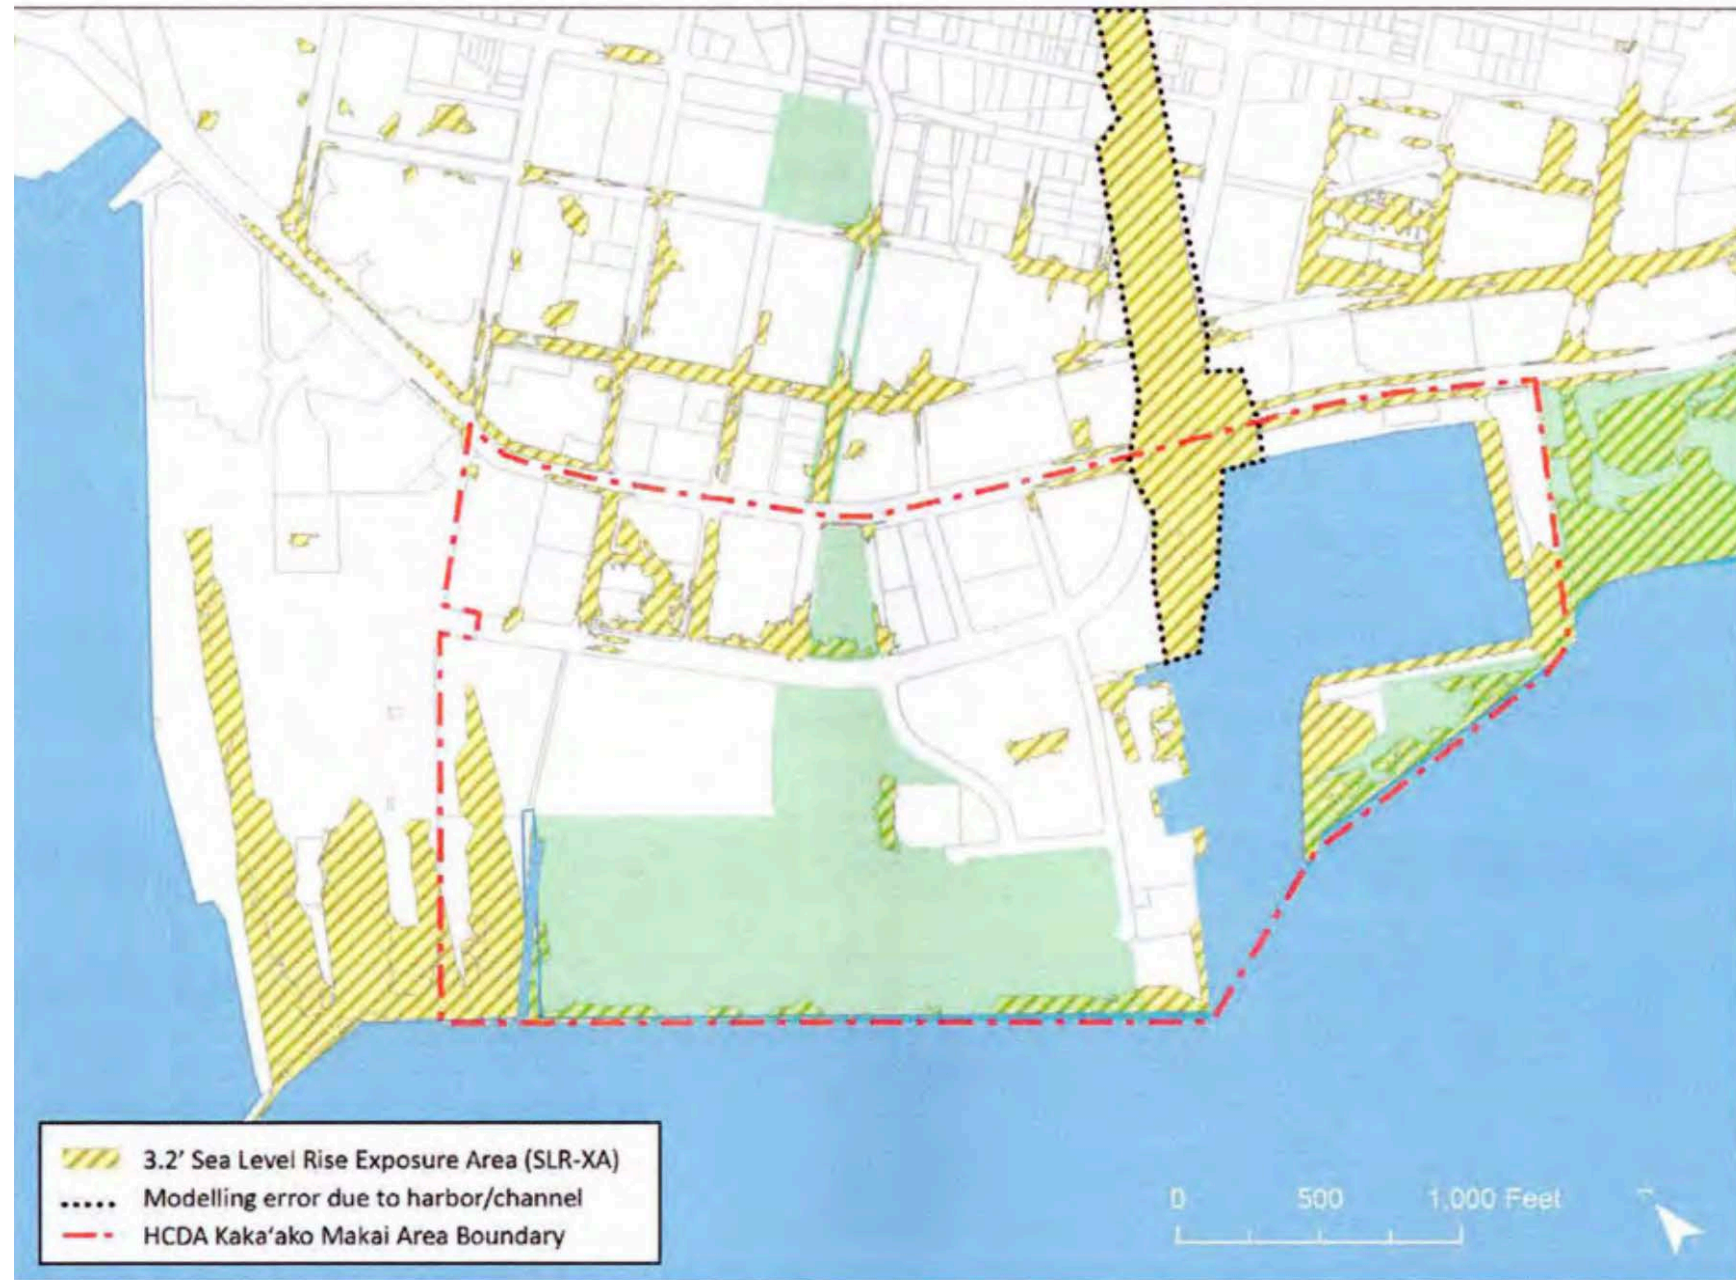 3.2' Sea Level Rise Exposure Area (SLR-XA)
Modelling error due to harbor/channel
HCDA Kaka‘ako Makai Area Boundary
0 500 1,000 Feet